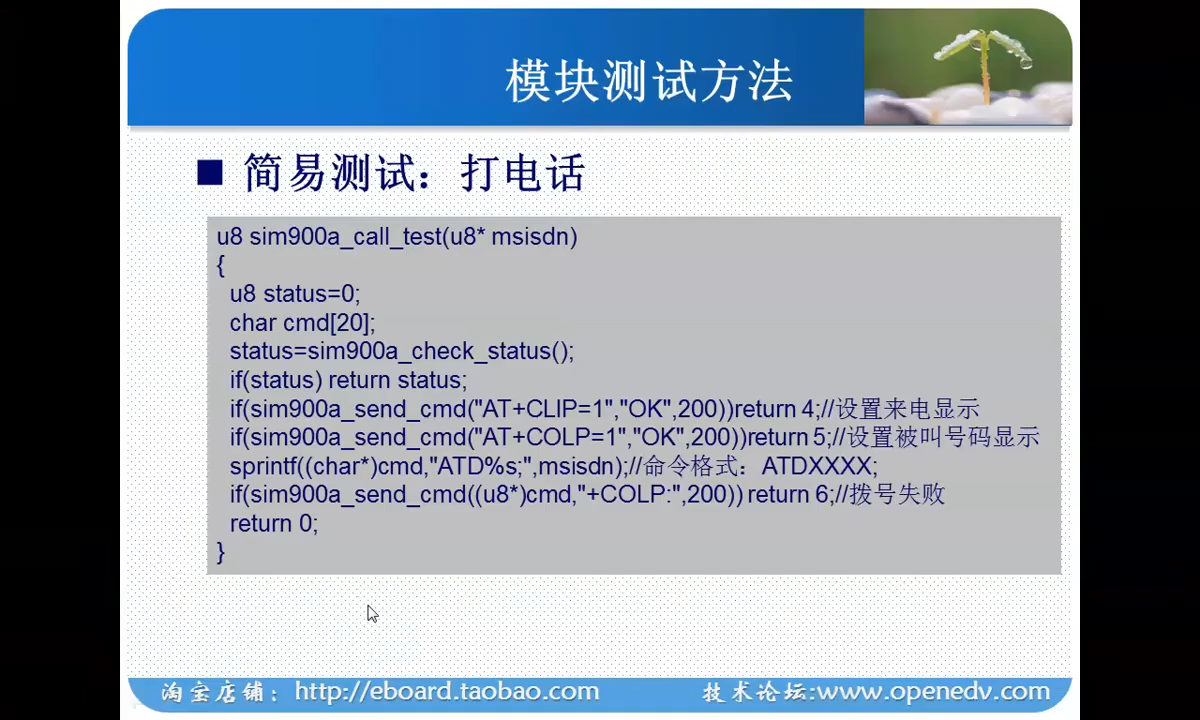 模块测试方法
简易测试：打电话
u8 sim900a_call_test(u8* msisdn)
{
u8 status=0;
char cmd[20];
status=sim900a_check_status();
if(status) return status;
if(sim900a_send_cmd("AT+CLIP=1","OK",200))return 4;//设置来电显示
if(sim900a_send_cmd("AT+COLP=1","OK",200))return 5;//设置被叫号码显示
sprintf((char*)cmd,"ATD%s;",msisdn);//命令格式：ATDXXXX;
if(sim900a_send_cmd((u8*)cmd,"+COLP:",200)) return 6;//拨号失败
return 0;
}
淘宝店铺：http://eboard.taobao.com 技术论坛:www.openedv.com